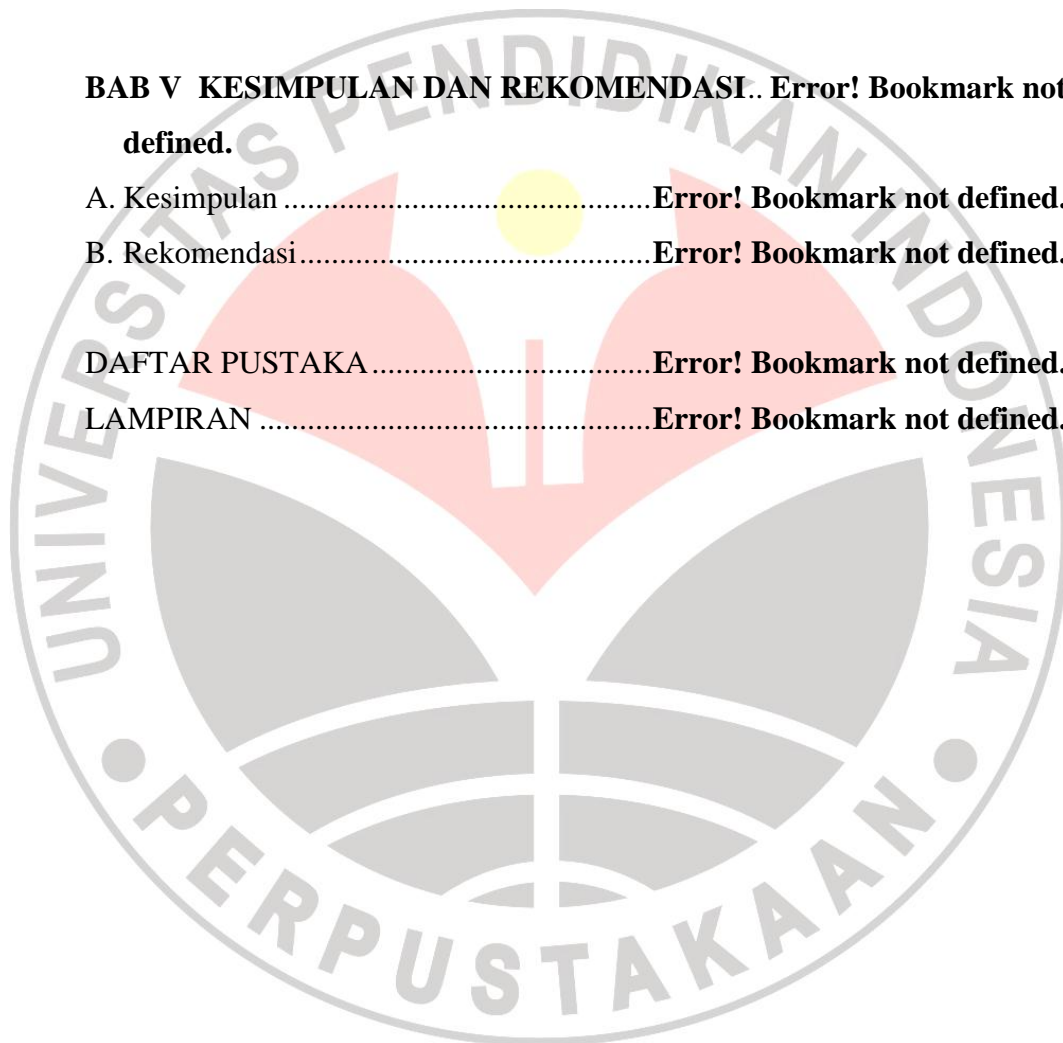 BAB V  KESIMPULAN DAN REKOMENDASI.. Error! Bookmark not
defined.
A. Kesimpulan .............................................Error! Bookmark not defined.
B. Rekomendasi...........................................Error! Bookmark not defined.
DAFTAR PUSTAKA..................................Error! Bookmark not defined.
LAMPIRAN ................................................Error! Bookmark not defined.
UNIVERSITAS PENDIDIKAN INDONESIA
PERPUSTAKAAN